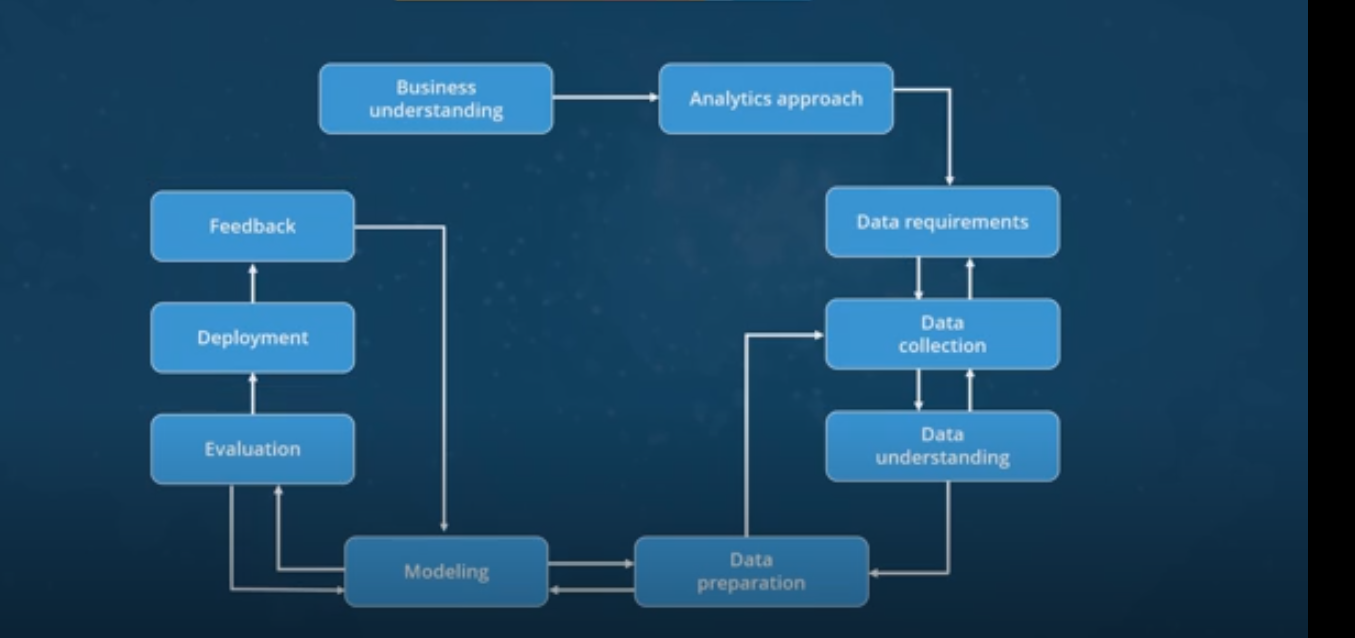 Business
understanding
Analytics approach
Feedback
Data requirements
Deployment
Data
collection
Evaluation
Data
understanding
Modeling
Data
preparation